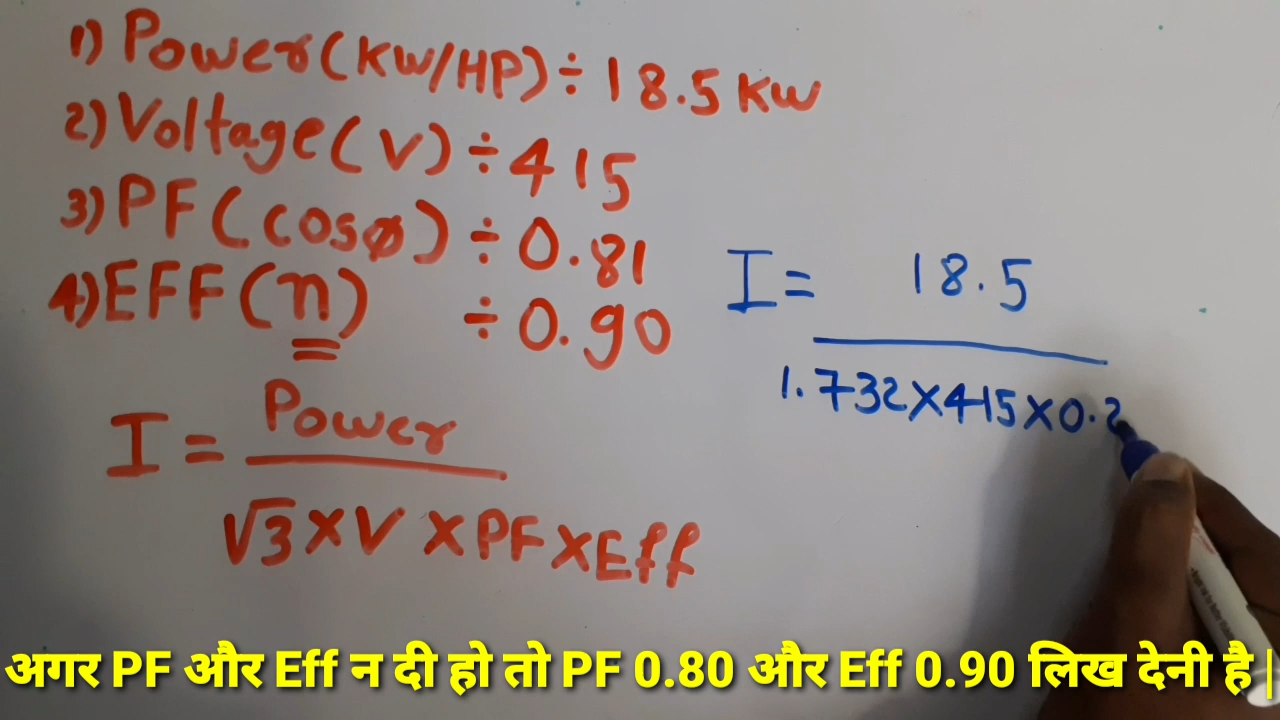 1) Power(KW/HP)÷ 18.5 KW
2) Voltage(V)÷ 415
3) PF(cosø)÷ 0.81
4) EFF(n) ÷ 0.90
I = Power
√3 × V × PF × Eff
I = 18.5
1.732×415×0.
अगर PF और Eff न दी हो तो PF 0.80 और Eff 0.90 लिख देनी है |